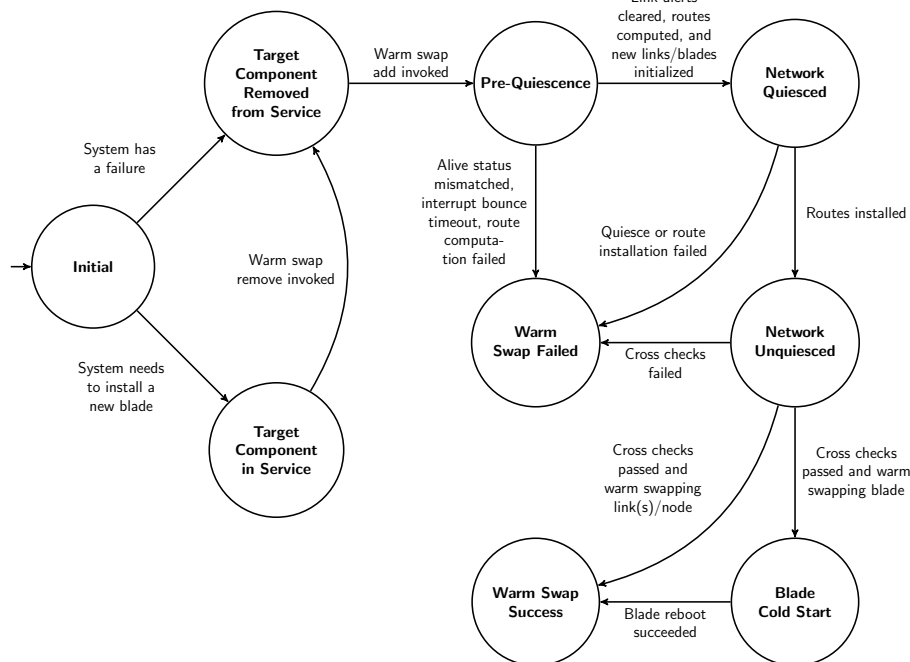 Link alerts
cleared, routes
computed, and
new links/blades
initialized
Target
Component
Removed
from Service
Warm swap
add invoked
Pre-Quiescence
Network
Quiesced
System has
a failure
Alive status
mismatched,
interrupt bounce
timeout, route
computa-
tion failed
Quiesce or route
installation failed
Routes installed
Initial
Warm swap
remove invoked
Warm
Swap Failed
Cross checks
failed
Network
Unquiesced
System needs
to install a
new blade
Target
Component
in Service
Cross checks
passed and
warm swapping
link(s)/node
Cross checks
passed and warm
swapping blade
Warm Swap
Success
Blade reboot
succeeded
Blade
Cold Start